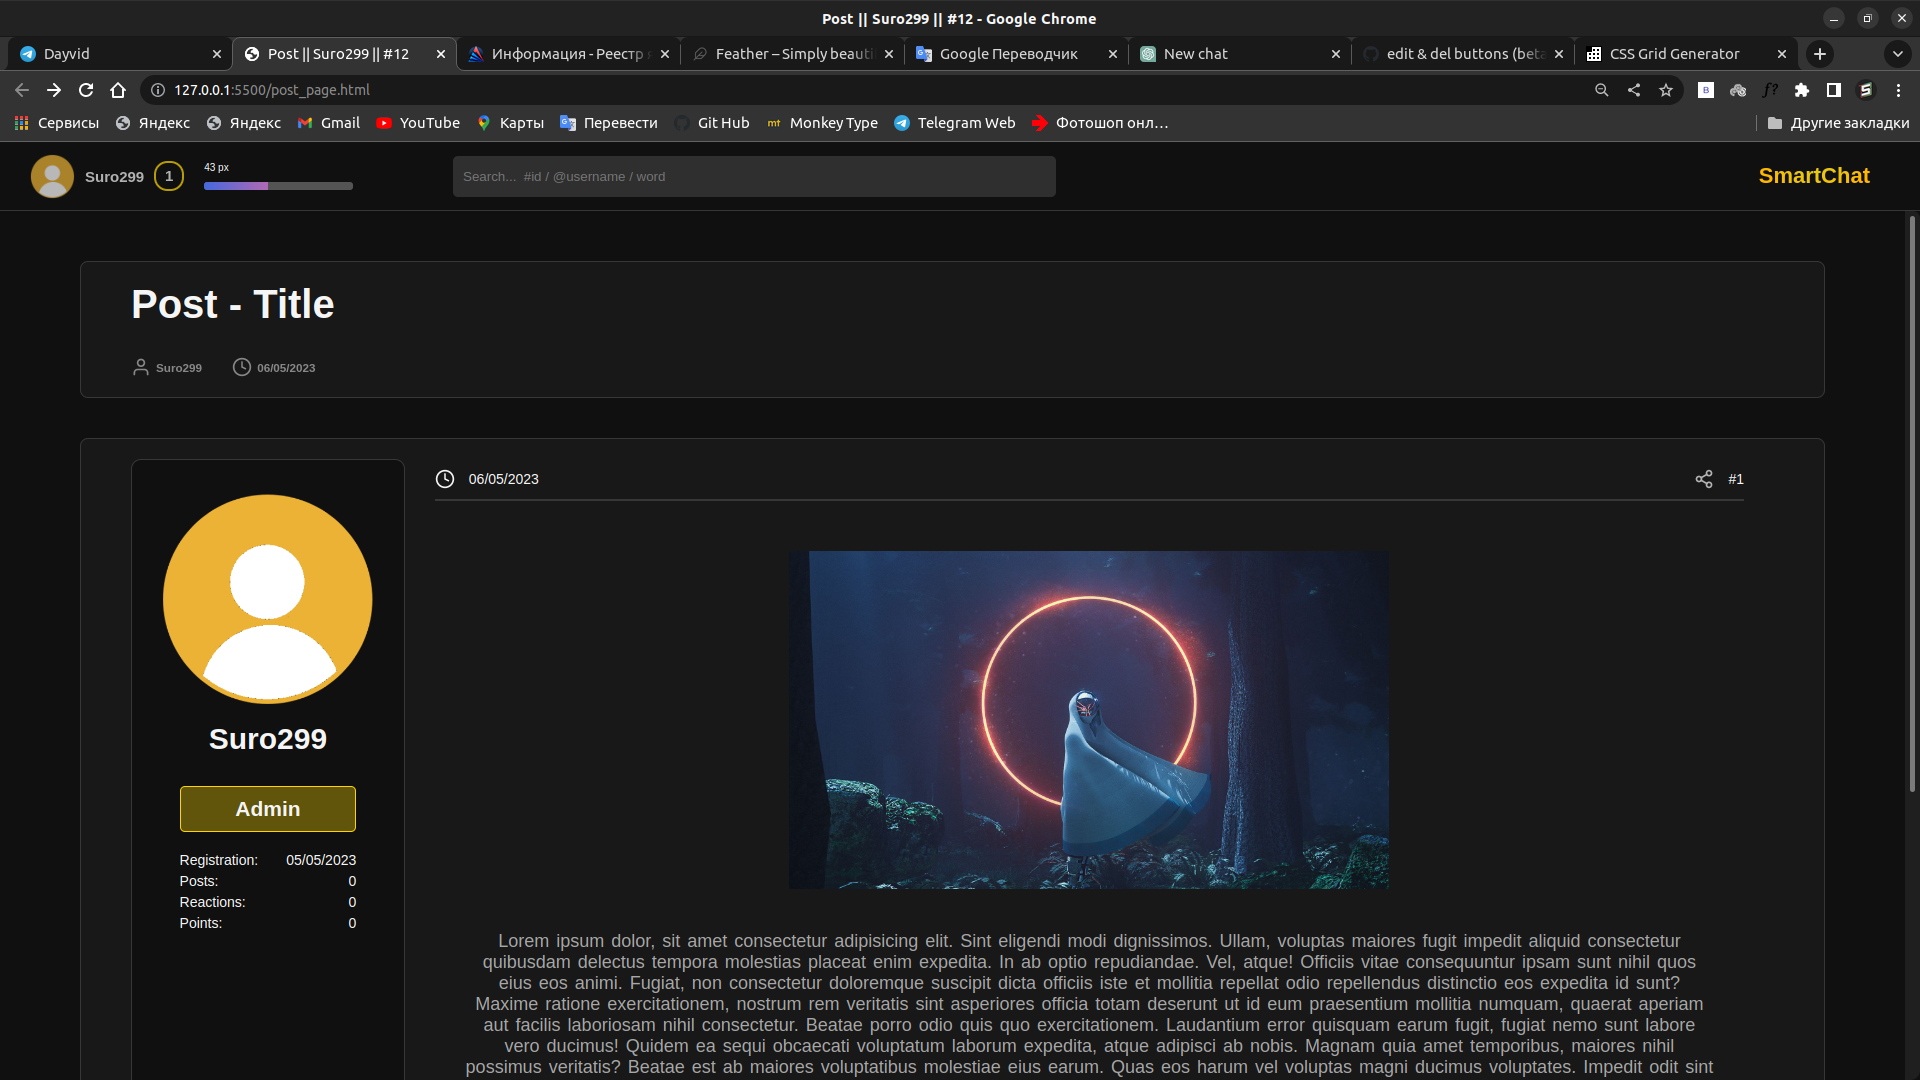 Post || Suro299 || #12 - Google Chrome
Dayvid
Post || Suro299 || #12
Информация - Реестр
Feather – Simply beauti
Google Переводчик
New chat
edit & del buttons (beta
CSS Grid Generator
127.0.0.1:5500/post_page.html
Сервисы
Яндекс
Яндекс
Gmail
YouTube
Карты
Перевести
Git Hub
mt Monkey Type
Telegram Web
Фотошоп онл…
Другие закладки
Suro299
1
43 px
Search... #id / @username / word
SmartChat
Post - Title
Suro299
06/05/2023
06/05/2023
#1
Suro299
Admin
Registration: 05/05/2023
Posts: 0
Reactions: 0
Points: 0
Lorem ipsum dolor, sit amet consectetur adipisicing elit. Sint eligendi modi dignissimos. Ullam, voluptas maiores fugit impedit aliquid consectetur
quibusdam delectus tempora molestias placeat enim expedita. In ab optio repudiandae. Vel, atque! Officiis vitae consequuntur ipsam sunt nihil quos
eius eos animi. Fugiat, non consectetur doloremque suscipit dicta officiis iste et mollitia repellat odio repellendus distinctio eos expedita id sunt?
Maxime ratione exercitationem, nostrum rem veritatis sint asperiores officia totam deserunt ut id eum praesentium mollitia numquam, quaerat aperiam
aut facilis laboriosam nihil consectetur. Beatae porro odio quis quo exercitationem. Laudantium error quisquam earum fugit, fugiat nemo sunt labore
vero ducimus! Quidem ea sequi obcaecati voluptatum laborum expedita, atque adipisci ab nobis. Magnam quia amet temporibus, maiores nihil
possimus veritatis? Beatae est ab maiores voluptatibus molestiae eius earum. Quas eos harum vel voluptas magni ducimus voluptates. Impedit odit sint